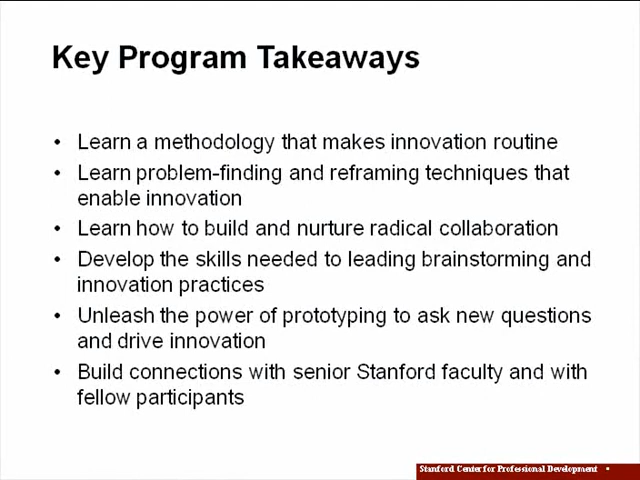 Key Program Takeaways
• Learn a methodology that makes innovation routine
• Learn problem-finding and reframing techniques that
enable innovation
• Learn how to build and nurture radical collaboration
• Develop the skills needed to leading brainstorming and
innovation practices
• Unleash the power of prototyping to ask new questions
and drive innovation
• Build connections with senior Stanford faculty and with
fellow participants
Stanford Center for Professional Development •